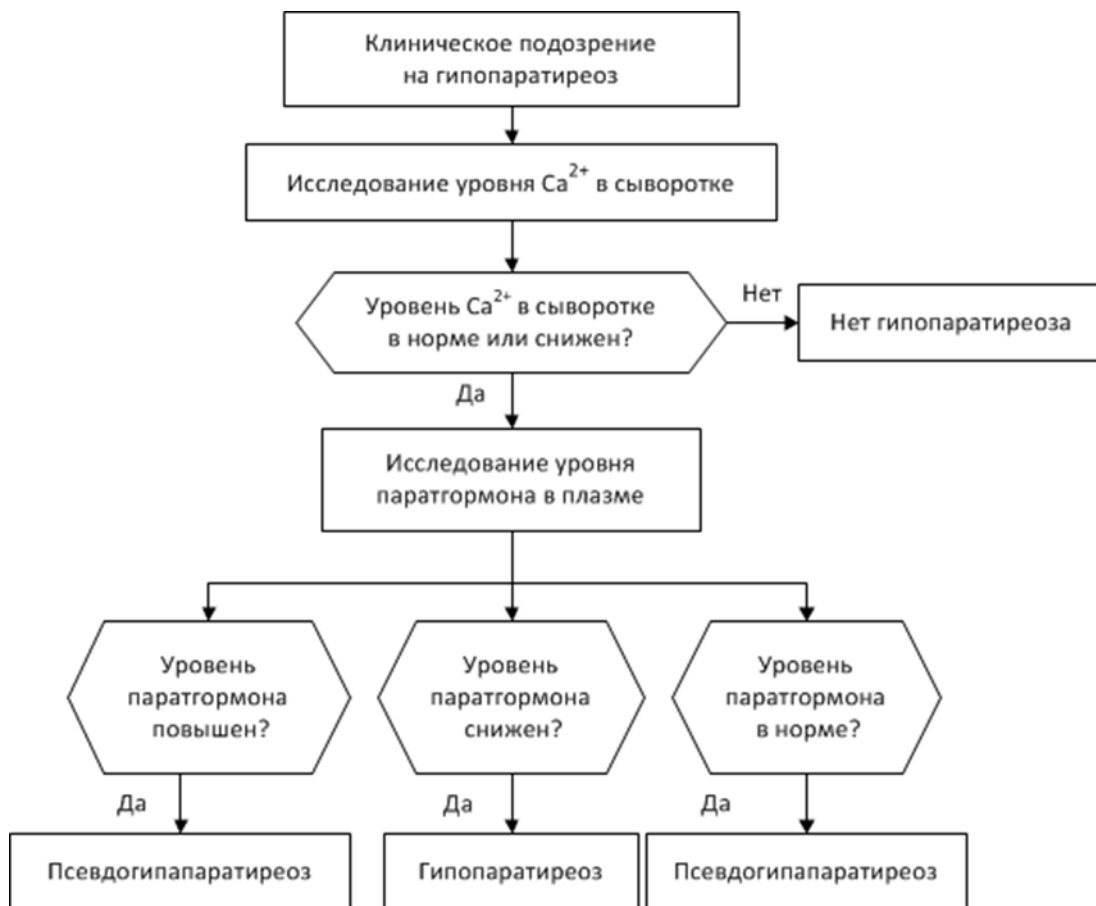 Клиническое подозрение
на гипопаратиреоз
Исследование уровня Ca²⁺ в сыворотке
Уровень Ca²⁺ в сыворотке
в норме или снижен?
Нет
Нет гипопаратиреоза
Да
Исследование уровня
паратгормона в плазме
Уровень
паратгормона
повышен?
Уровень
паратгормона
снижен?
Уровень
паратгормона
в норме?
Да
Да
Да
Псевдогипапаратиреоз
Гипопаратиреоз
Псевдогипапаратиреоз